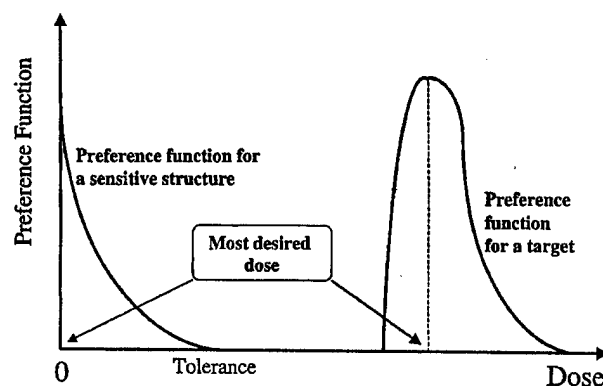 Preference Function
Preference function for
a sensitive structure
Most desired
dose
Preference
function
for a target
0
Tolerance
Dose